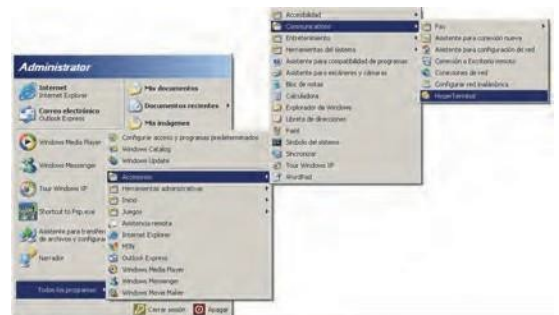 Administrator
Internet
Internet Explorer
Correo electrónico
Outlook Express
Windows Media Player
Windows Messenger
Tour Windows XP
Shortcut to Pqp.exe
Asistente para transferencia
de archivos y configuraciones
Narrador
Todos los programas
Mis documentos
Documentos recientes
Mis imágenes
Cerrar sesión
Apagar
Configurar acceso y programas predeterminados
Windows Catalog
Windows Update
Accesorios
Herramientas administrativas
Inicio
Juegos
Asistencia remota
Internet Explorer
MSN
Outlook Express
Windows Media Player
Windows Messenger
Windows Movie Maker
Accesibilidad
Comunicaciones
Entretenimiento
Herramientas del sistema
Asistente para compatibilidad de programas
Asistente para escáneres y cámaras
Bloc de notas
Calculadora
Explorador de Windows
Libreta de direcciones
Paint
Símbolo del sistema
Sincronizar
Tour Windows XP
WordPad
Fax
Asistente para conexión nueva
Asistente para configuración de red
Conexión a Escritorio remoto
Conexiones de red
Configurar red inalámbrica
HyperTerminal